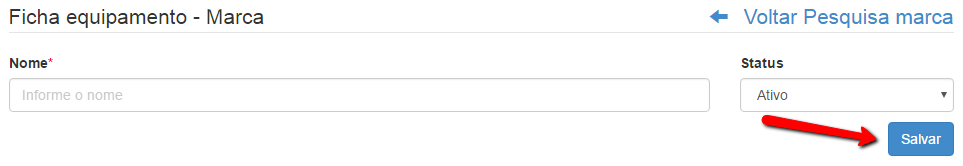 Ficha equipamento - Marca Voltar Pesquisa marca
Nome* Status
Informe o nome Ativo
Salvar